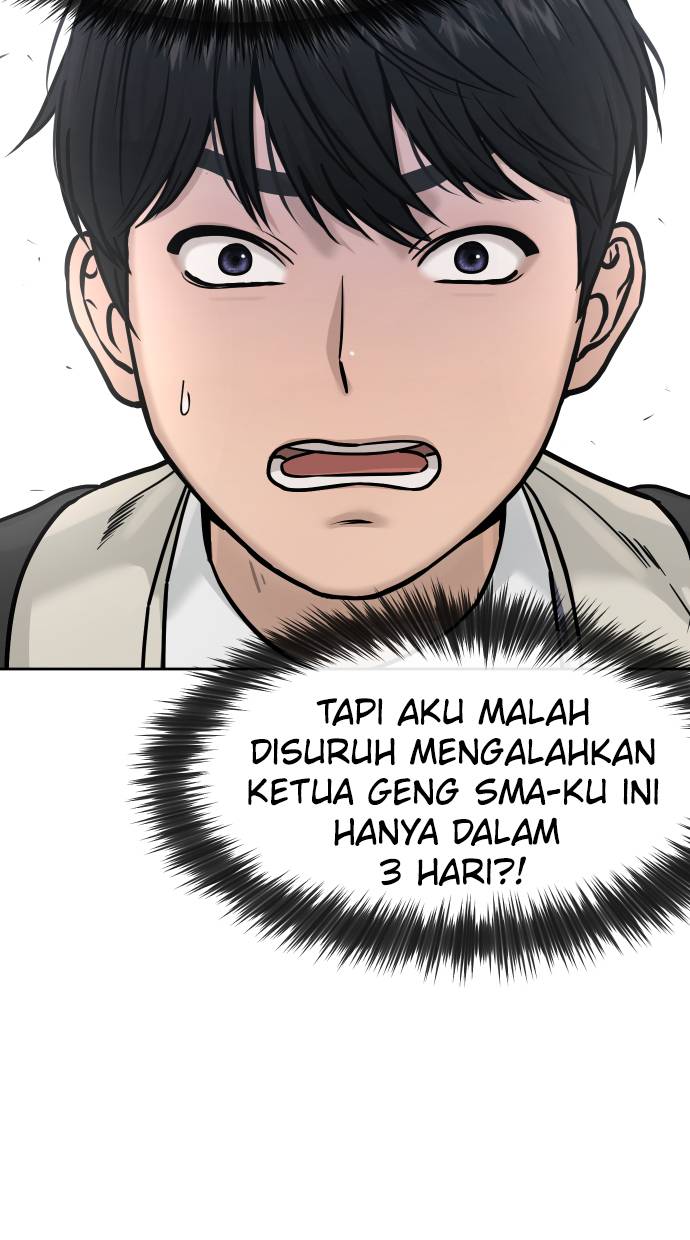 TAPI AKU MALAH
DISURUH MENGALAHKAN
KETUA GENG SMA-KU INI
HANYA DALAM
3 HARI?!